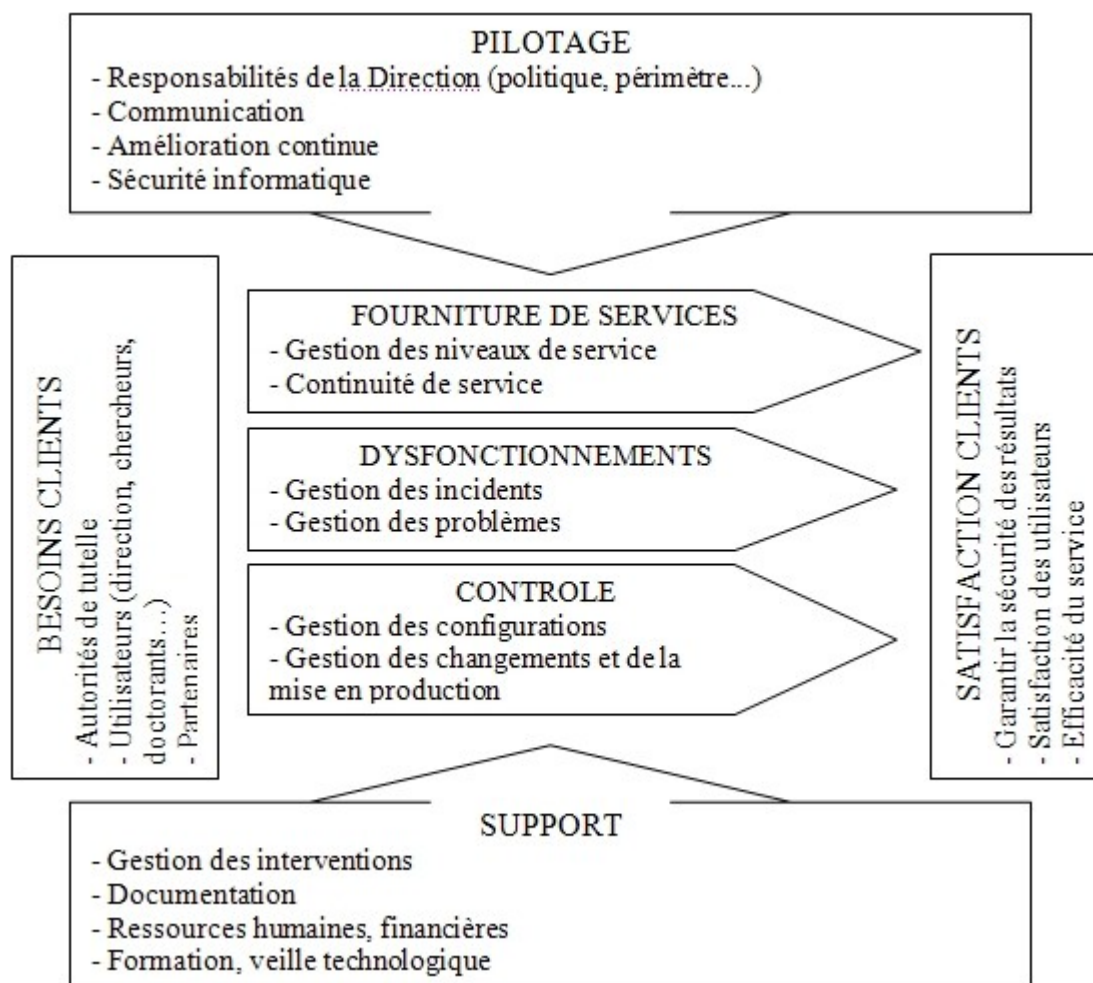 PILOTAGE
- Responsabilités de la Direction (politique, périmètre...)
- Communication
- Amélioration continue
- Sécurité informatique
BESOINS CLIENTS
- Autorités de tutelle
- Utilisateurs (direction, chercheurs,
doctorants...)
- Partenaires
FOURNITURE DE SERVICES
- Gestion des niveaux de service
- Continuité de service
DYSFONCTIONNEMENTS
- Gestion des incidents
- Gestion des problèmes
CONTROLE
- Gestion des configurations
- Gestion des changements et de la
mise en production
SATISFACTION CLIENTS
- Garantir la sécurité des résultats
- Satisfaction des utilisateurs
- Efficacité du service
SUPPORT
- Gestion des interventions
- Documentation
- Ressources humaines, financières
- Formation, veille technologique